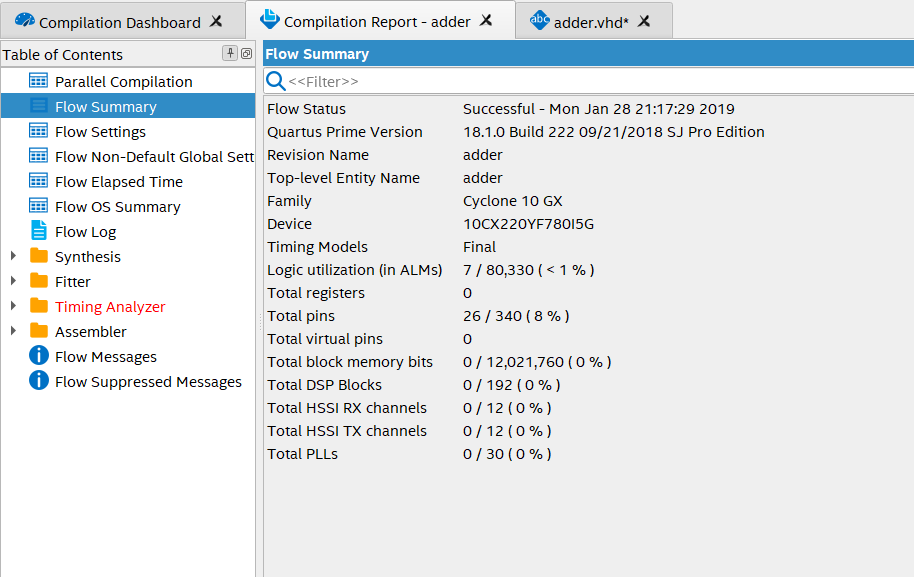 Compilation Dashboard
Compilation Report - adder
abc adder.vhd*
Table of Contents
Parallel Compilation
Flow Summary
Flow Settings
Flow Non-Default Global Sett
Flow Elapsed Time
Flow OS Summary
Flow Log
Synthesis
Fitter
Timing Analyzer
Assembler
Flow Messages
Flow Suppressed Messages
Flow Summary
<<Filter>>
Flow Status Successful - Mon Jan 28 21:17:29 2019
Quartus Prime Version 18.1.0 Build 222 09/21/2018 SJ Pro Edition
Revision Name adder
Top-level Entity Name adder
Family Cyclone 10 GX
Device 10CX220YF780I5G
Timing Models Final
Logic utilization (in ALMs) 7 / 80,330 ( < 1 % )
Total registers 0
Total pins 26 / 340 ( 8 % )
Total virtual pins 0
Total block memory bits 0 / 12,021,760 ( 0 % )
Total DSP Blocks 0 / 192 ( 0 % )
Total HSSI RX channels 0 / 12 ( 0 % )
Total HSSI TX channels 0 / 12 ( 0 % )
Total PLLs 0 / 30 ( 0 % )